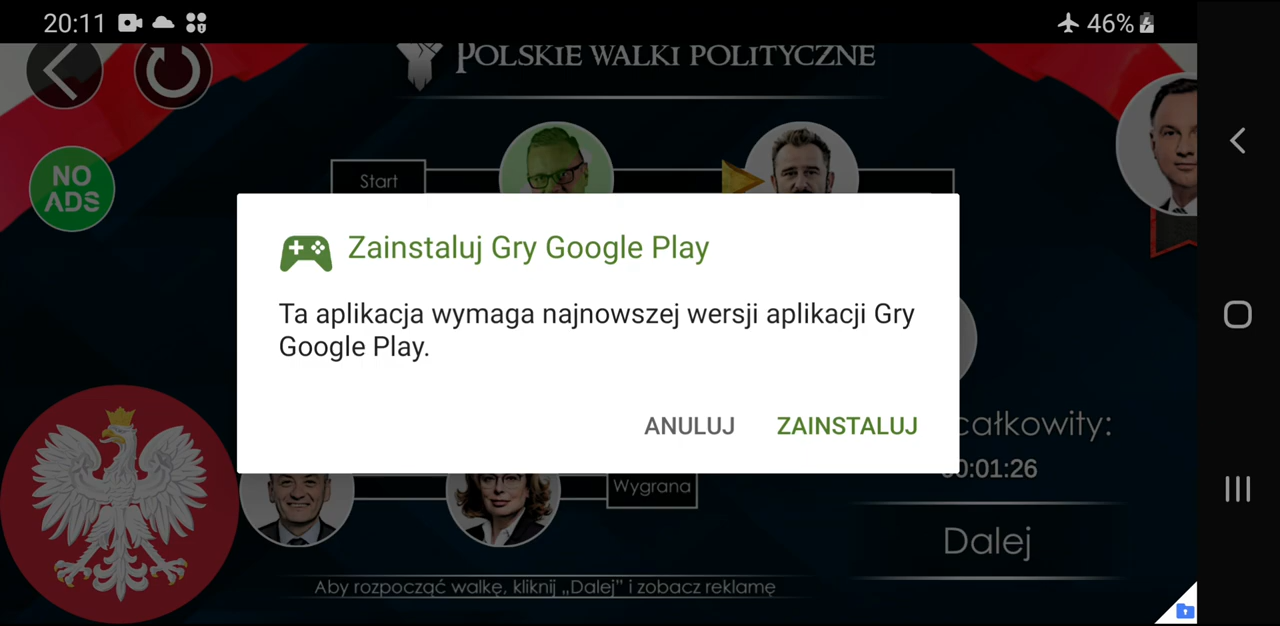 20:11
46%
POLSKIE WALKI POLITYCZNE
NO
ADS
Start
Zainstaluj Gry Google Play
Ta aplikacja wymaga najnowszej wersji aplikacji Gry
Google Play.
ANULUJ ZAINSTALUJ
całkowity:
00:01:26
Wygrana
Dalej
Aby rozpocząć walkę, kliknij „Dalej” i zobacz reklamę